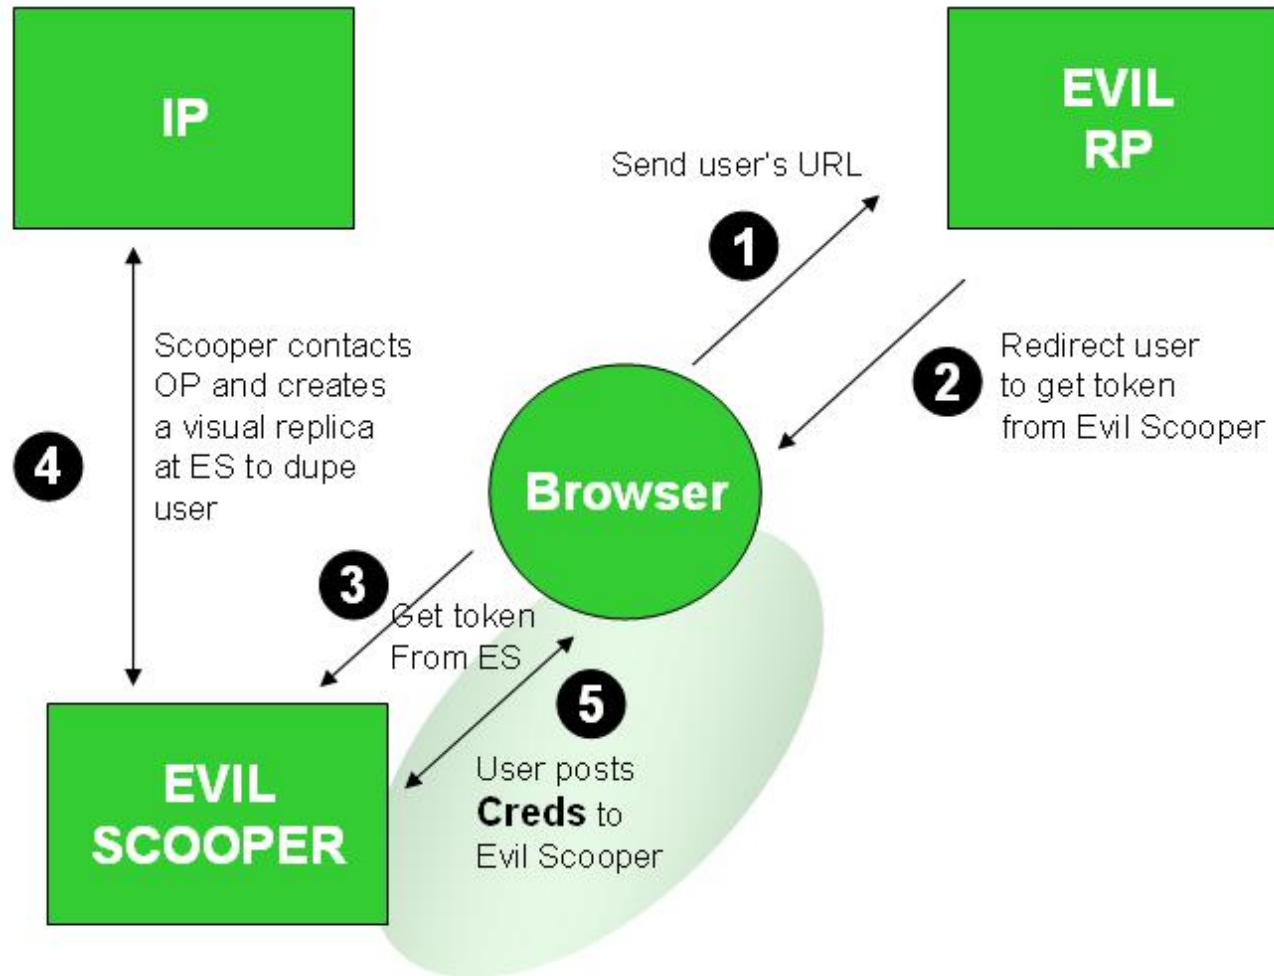 IP
EVIL
RP
Send user's URL
1
2
Redirect user
to get token
from Evil Scooper
Scooper contacts
OP and creates
a visual replica
at ES to dupe
user
4
Browser
3
Get token
From ES
5
User posts
Creds to
Evil Scooper
EVIL
SCOOPER